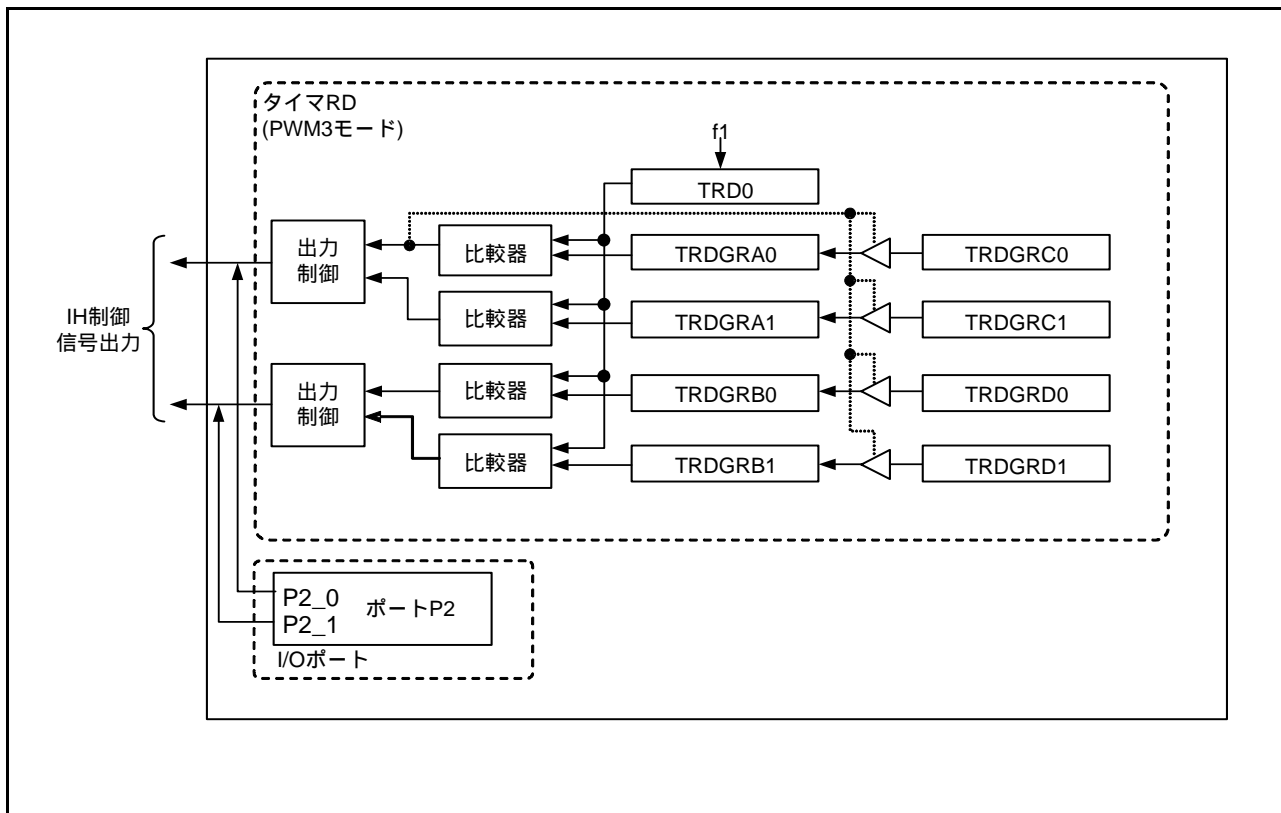 タイマRD
(PWM3モード)
f1
TRD0
出力
制御
比較器
TRDGRA0
TRDGRC0
比較器
TRDGRA1
TRDGRC1
IH制御
信号出力
出力
制御
比較器
TRDGRB0
TRDGRD0
比較器
TRDGRB1
TRDGRD1
P2_0
P2_1
ポートP2
I/Oポート